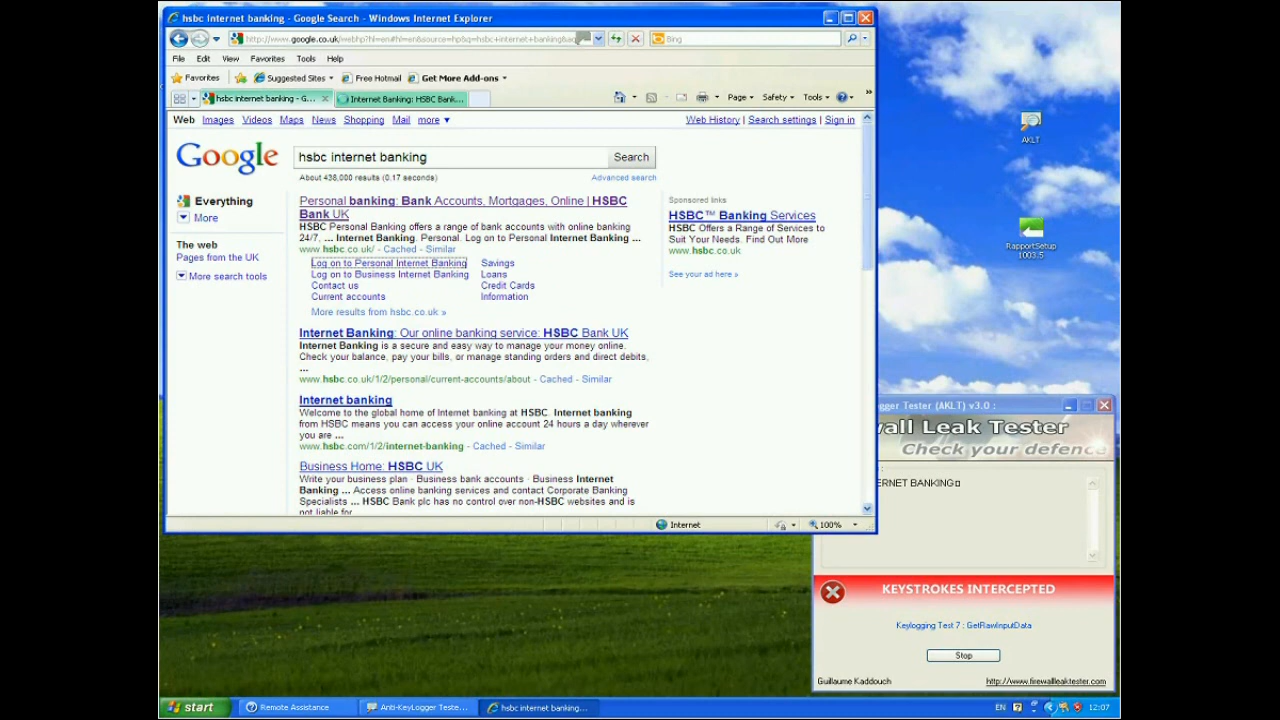 hsbc internet banking - Google Search - Windows Internet Explorer
Bing
File Edit View Favorites Tools Help
Favorites Suggested Sites Free Hotmail Get More Add-ons
hsbc internet banking - G... Internet Banking: HSBC Bank... Page Safety Tools »
Web Images Videos Maps News Shopping Mail more Web History | Search settings | Sign in
Google hsbc internet banking Search
About 438,000 results (0.17 seconds) Advanced search
Everything
More
The web
Pages from the UK
More search tools
Personal banking: Bank Accounts, Mortgages, Online | HSBC
Bank UK
HSBC Personal Banking offers a range of bank accounts with online banking
24/7, ... Internet Banking. Personal. Log on to Personal Internet Banking ...
www.hsbc.co.uk/ - Cached - Similar
Log on to Personal Internet Banking Savings
Log on to Business Internet Banking Loans
Contact us Credit Cards
Current accounts Information
More results from hsbc.co.uk »
Internet Banking: Our online banking service: HSBC Bank UK
Internet Banking is a secure and easy way to manage your money online.
Check your balance, pay your bills, or manage standing orders and direct debits,
...
www.hsbc.co.uk/1/2/personal/current-accounts/about - Cached - Similar
Internet banking
Welcome to the global home of Internet banking at HSBC. Internet banking
from HSBC means you can access your online account 24 hours a day wherever
you are ...
www.hsbc.com/1/2/internet-banking - Cached - Similar
Business Home: HSBC UK
Write your business plan · Business bank accounts · Business Internet
Banking ... Access online banking services and contact Corporate Banking
Specialists ... HSBC Bank plc has no control over non-HSBC websites and is
not liable for
Sponsored links
HSBC™ Banking Services
HSBC Offers a Range of Services to
Suit Your Needs. Find Out More
www.hsbc.co.uk
See your ad here »
Internet 100%
AKLT
RapportSetup
1003.5
gger Tester (AKLT) v3.0 :
wall Leak Tester
Check your defence
ERNET BANKING
KEYSTROKES INTERCEPTED
Keylogging Test 7 : GetRawInputData
Stop
Guillaume Kaddouch http://www.firewallleaktester.com
start Remote Assistance Anti-KeyLogger Teste... hsbc internet banking... EN 12:07